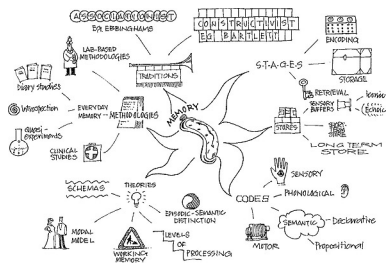 ASSOCIATIONIST
EG. EBBINGHAUS
CONSTRUCTIVIST
EG BARTLETT
TRADITIONS
LAB-BASED
METHODOLOGIES
Diary studies
Introspection
EVERYDAY
MEMORY
METHODOLOGIES
Quasi-
experiments
CLINICAL
STUDIES
MEMORY
S-T-A-G-E-S
ENCODING
STORAGE
RETRIEVAL
SENSORY
BUFFERS
Iconic
Echoic
STORES
SHORT-
TERM
STORE
LONG TERM
STORE
SENSORY
PHONOLOGICAL
CODES
SEMANTIC
Declarative
Propositional
MOTOR
THEORIES
SCHEMAS
EPISODIC-SEMANTIC
DISTINCTION
MODAL
MODEL
WORKING
MEMORY
LEVELS
OF
PROCESSING